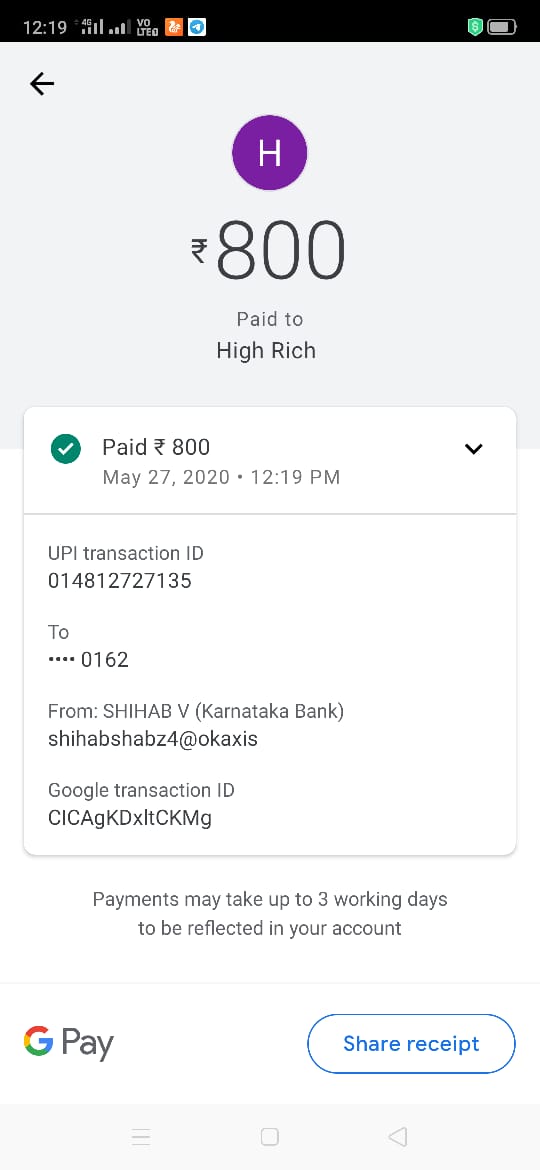 12:19 4G VO LTED
H
₹800
Paid to
High Rich
Paid ₹ 800
May 27, 2020 • 12:19 PM
UPI transaction ID
014812727135
To
•••• 0162
From: SHIHAB V (Karnataka Bank)
shihabshabz4@okaxis
Google transaction ID
CICAgKDxltCKMg
Payments may take up to 3 working days
to be reflected in your account
G Pay
Share receipt